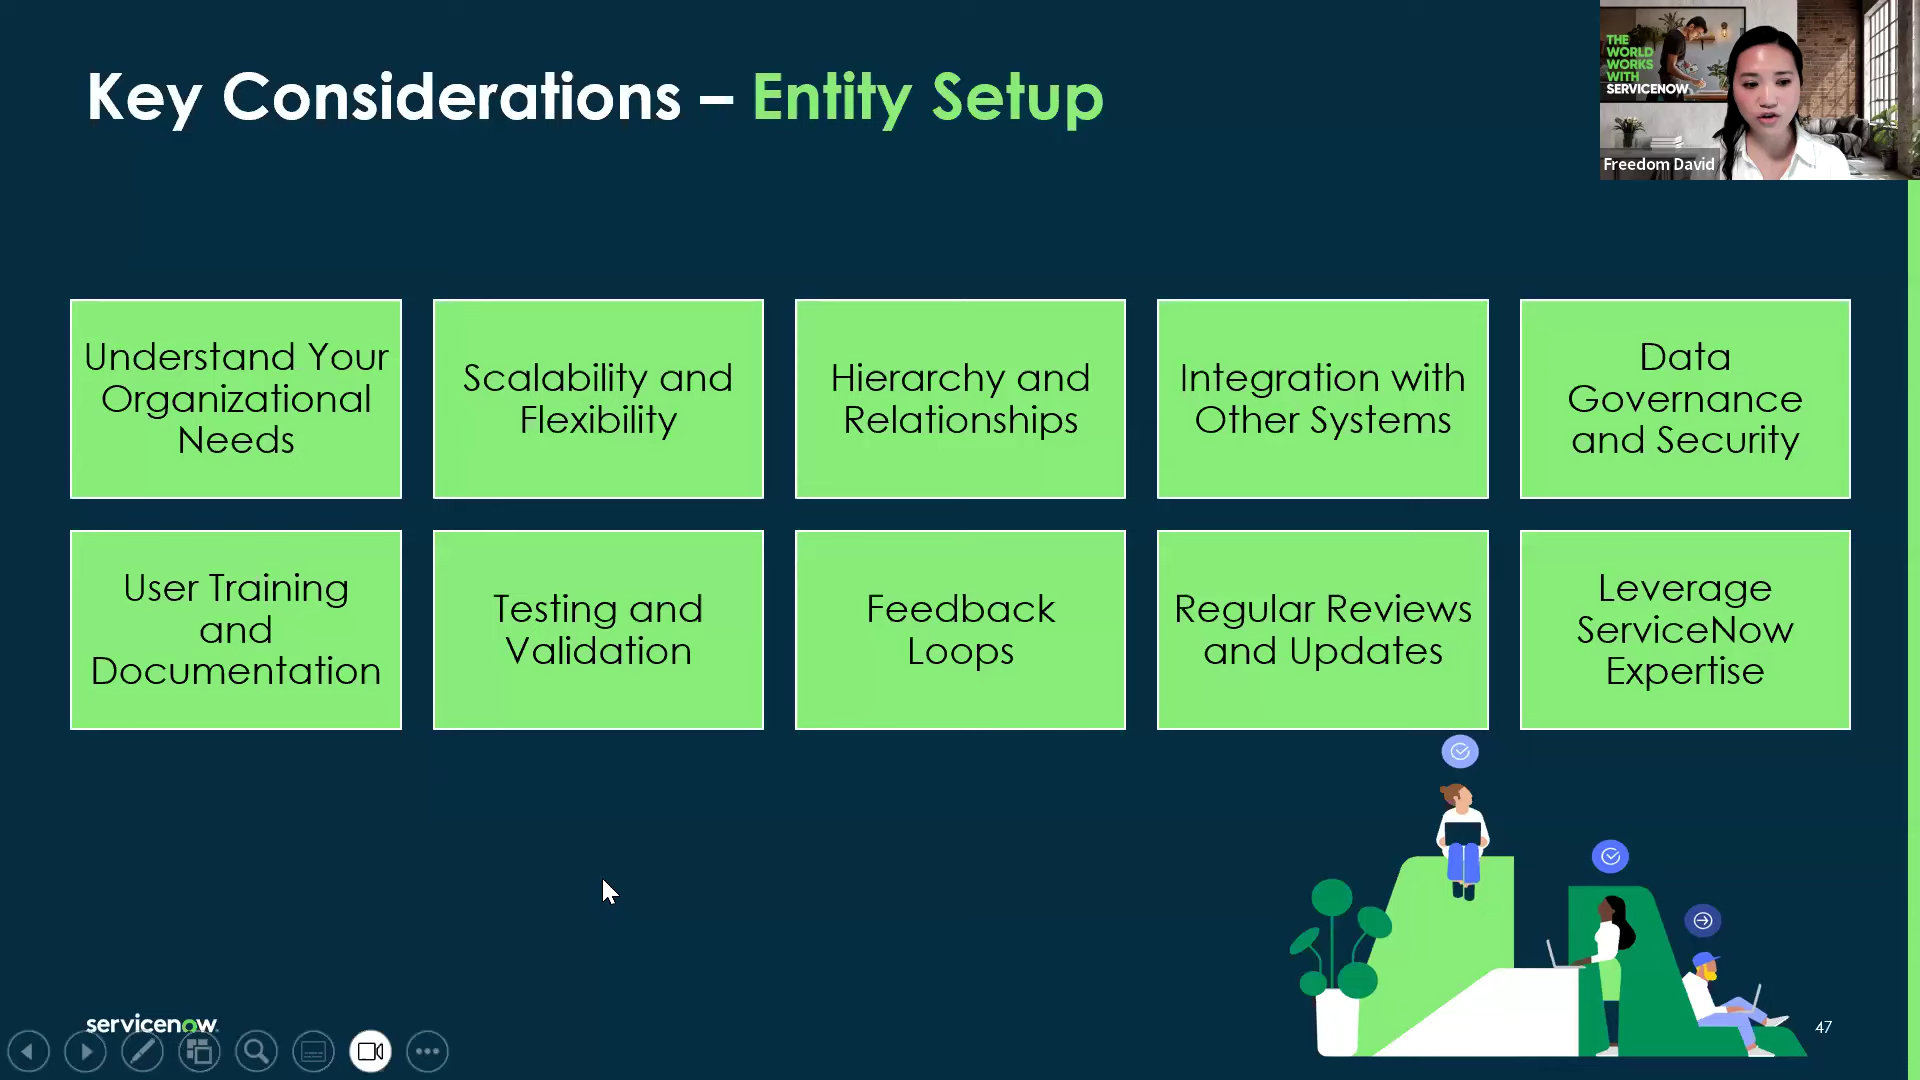 Key Considerations – Entity Setup
THE
WORLD
WORKS
WITH
SERVICENOW
Freedom David
Understand Your
Organizational
Needs
Scalability and
Flexibility
Hierarchy and
Relationships
Integration with
Other Systems
Data
Governance
and Security
User Training
and
Documentation
Testing and
Validation
Feedback
Loops
Regular Reviews
and Updates
Leverage
ServiceNow
Expertise
servicenow
47